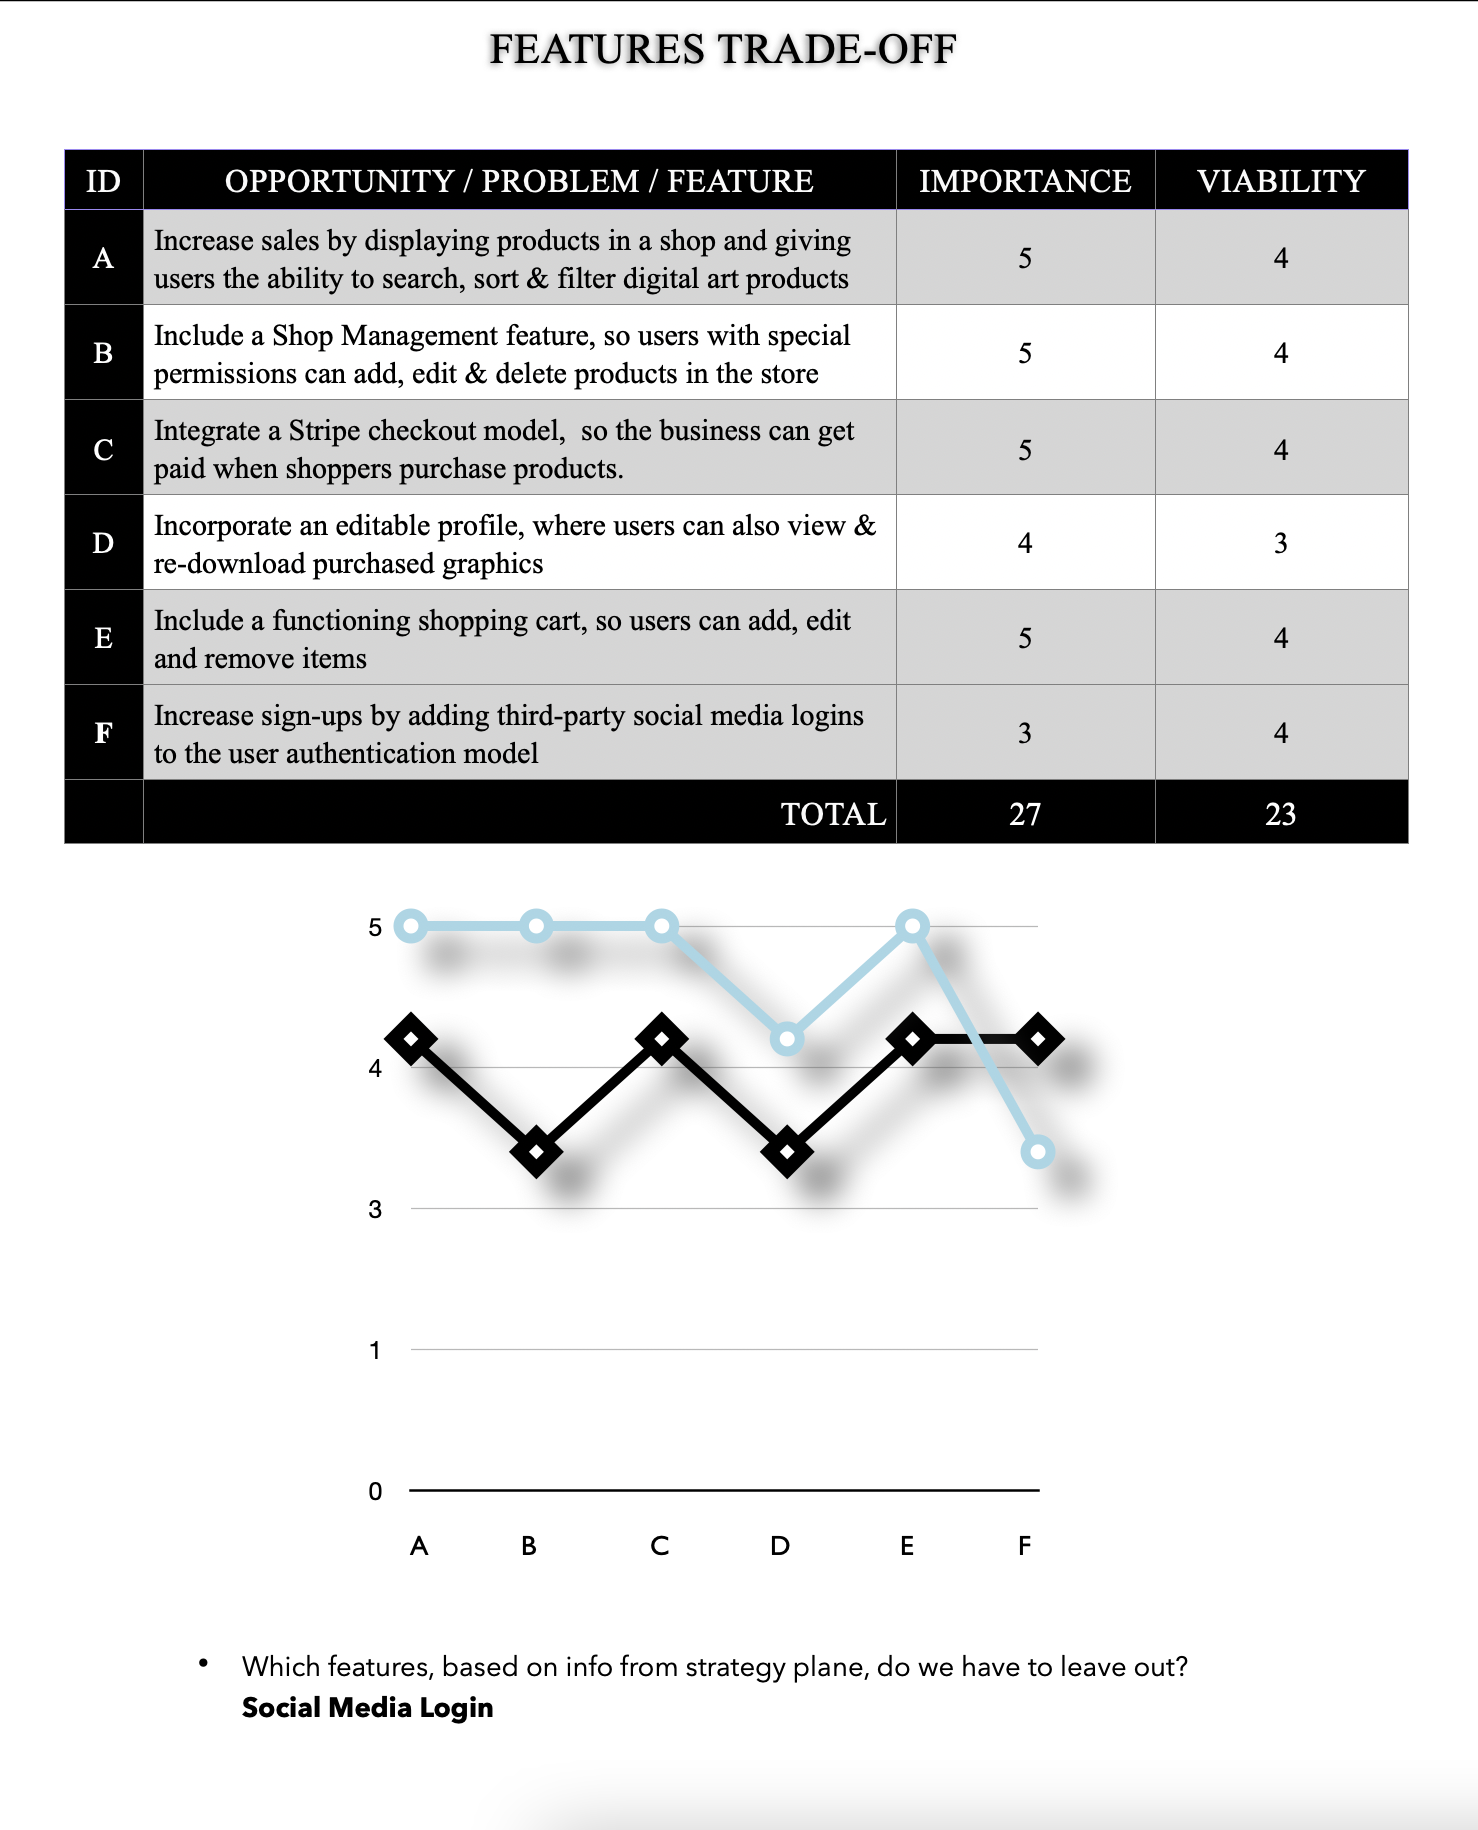 FEATURES TRADE-OFF
ID OPPORTUNITY / PROBLEM / FEATURE IMPORTANCE VIABILITY
A Increase sales by displaying products in a shop and giving
users the ability to search, sort & filter digital art products 5 4
B Include a Shop Management feature, so users with special
permissions can add, edit & delete products in the store 5 4
C Integrate a Stripe checkout model,  so the business can get
paid when shoppers purchase products. 5 4
D Incorporate an editable profile, where users can also view &
re-download purchased graphics 4 3
E Include a functioning shopping cart, so users can add, edit
and remove items 5 4
F Increase sign-ups by adding third-party social media logins
to the user authentication model 3 4
TOTAL 27 23
5
4
3
1
0
A B C D E F
• Which features, based on info from strategy plane, do we have to leave out?
Social Media Login